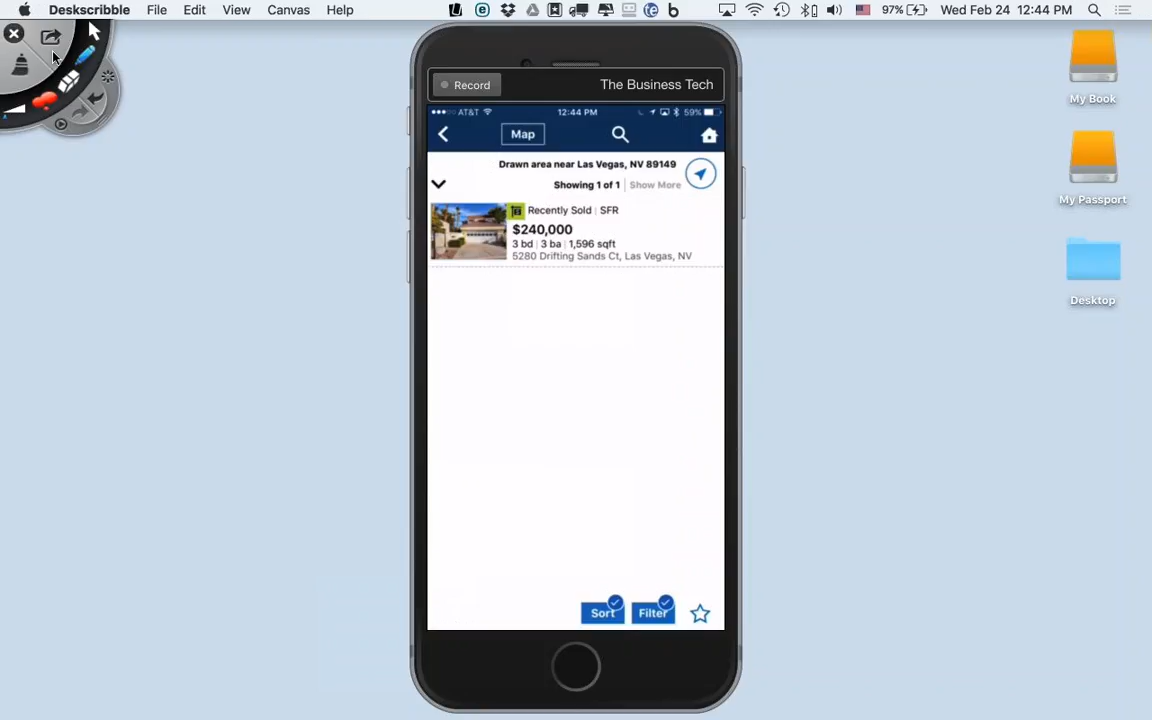 Deskscribble File Edit View Canvas Help 97% Wed Feb 24 12:44 PM
Record The Business Tech
AT&T 12:44 PM 59%
Map
Drawn area near Las Vegas, NV 89149
Showing 1 of 1 | Show More
Recently Sold | SFR
$240,000
3 bd | 3 ba | 1,596 sqft
5280 Drifting Sands Ct, Las Vegas, NV
Sort Filter
My Book
My Passport
Desktop